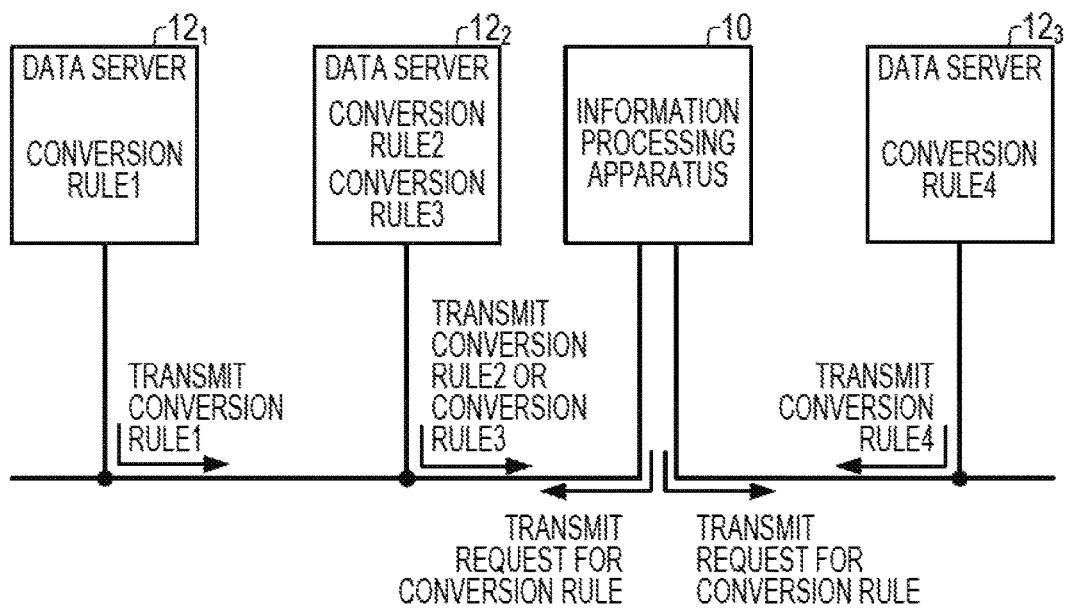 12₁
DATA SERVER
CONVERSION
RULE1
12₂
DATA SERVER
CONVERSION
RULE2
CONVERSION
RULE3
10
INFORMATION
PROCESSING
APPARATUS
12₃
DATA SERVER
CONVERSION
RULE4
TRANSMIT
CONVERSION
RULE1
TRANSMIT
CONVERSION
RULE2 OR
CONVERSION
RULE3
TRANSMIT
CONVERSION
RULE4
TRANSMIT
REQUEST FOR
CONVERSION RULE
TRANSMIT
REQUEST FOR
CONVERSION RULE